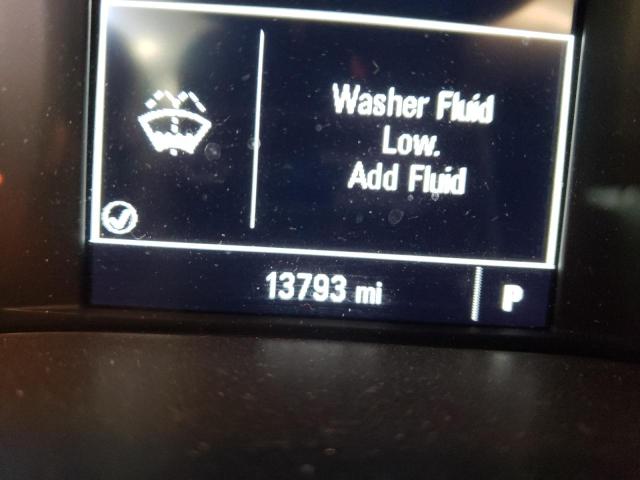 Washer Fluid
Low.
Add Fluid
13793 mi P